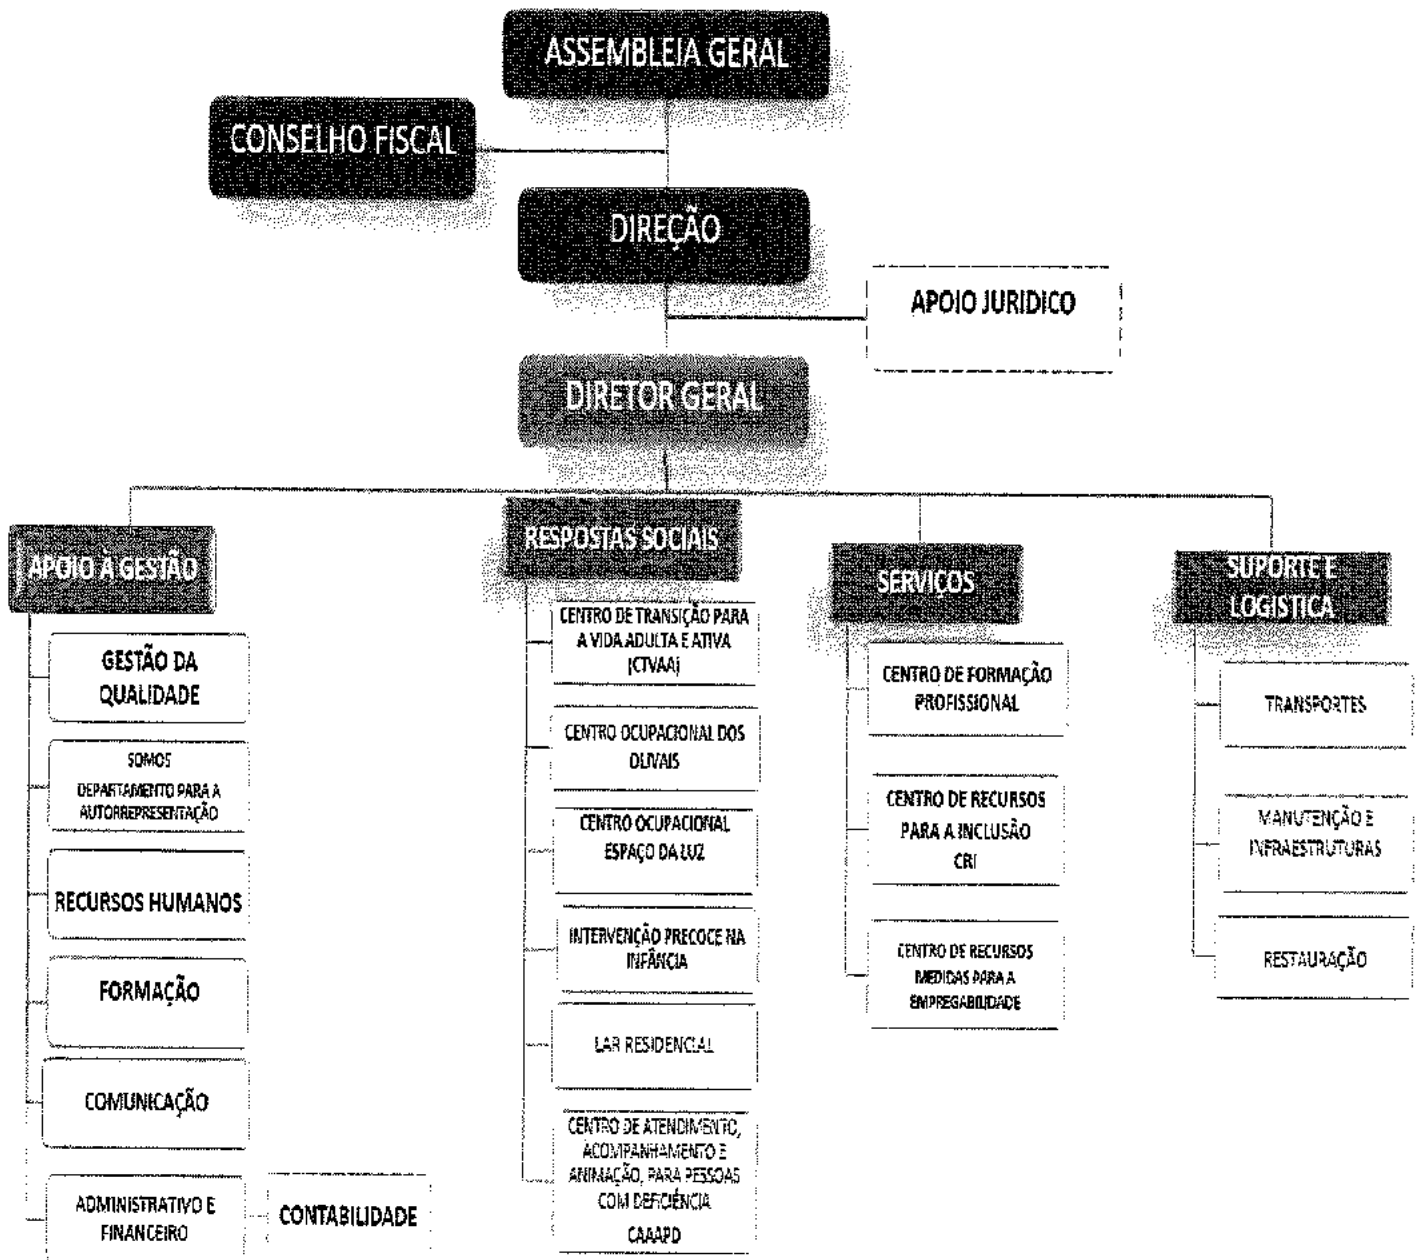 ASSEMBLEIA GERAL
CONSELHO FISCAL
DIREÇÃO
APOIO JURIDICO
DIRETOR GERAL
APOIO À GESTÃO
GESTÃO DA
QUALIDADE
SOMOS
DEPARTAMENTO PARA A
AUTORREPRESENTAÇÃO
RECURSOS HUMANOS
FORMAÇÃO
COMUNICAÇÃO
ADMINISTRATIVO E
FINANCEIRO
CONTABILIDADE
RESPOSTAS SOCIAIS
CENTRO DE TRANSIÇÃO PARA
A VIDA ADULTA E ATIVA
(CTVAA)
CENTRO OCUPACIONAL DOS
OLIVAIS
CENTRO OCUPACIONAL
ESPAÇO DA LUZ
INTERVENÇÃO PRECOCE NA
INFÂNCIA
LAR RESIDENCIAL
CENTRO DE ATENDIMENTO,
ACOMPANHAMENTO E
ANIMAÇÃO, PARA PESSOAS
COM DEFICIÊNCIA
CAAAPD
SERVIÇOS
CENTRO DE FORMAÇÃO
PROFISSIONAL
CENTRO DE RECURSOS
PARA A INCLUSÃO
CRI
CENTRO DE RECURSOS
MEDIDAS PARA A
EMPREGABILIDADE
SUPORTE E
LOGISTICA
TRANSPORTES
MANUTENÇÃO E
INFRAESTRUTURAS
RESTAURAÇÃO